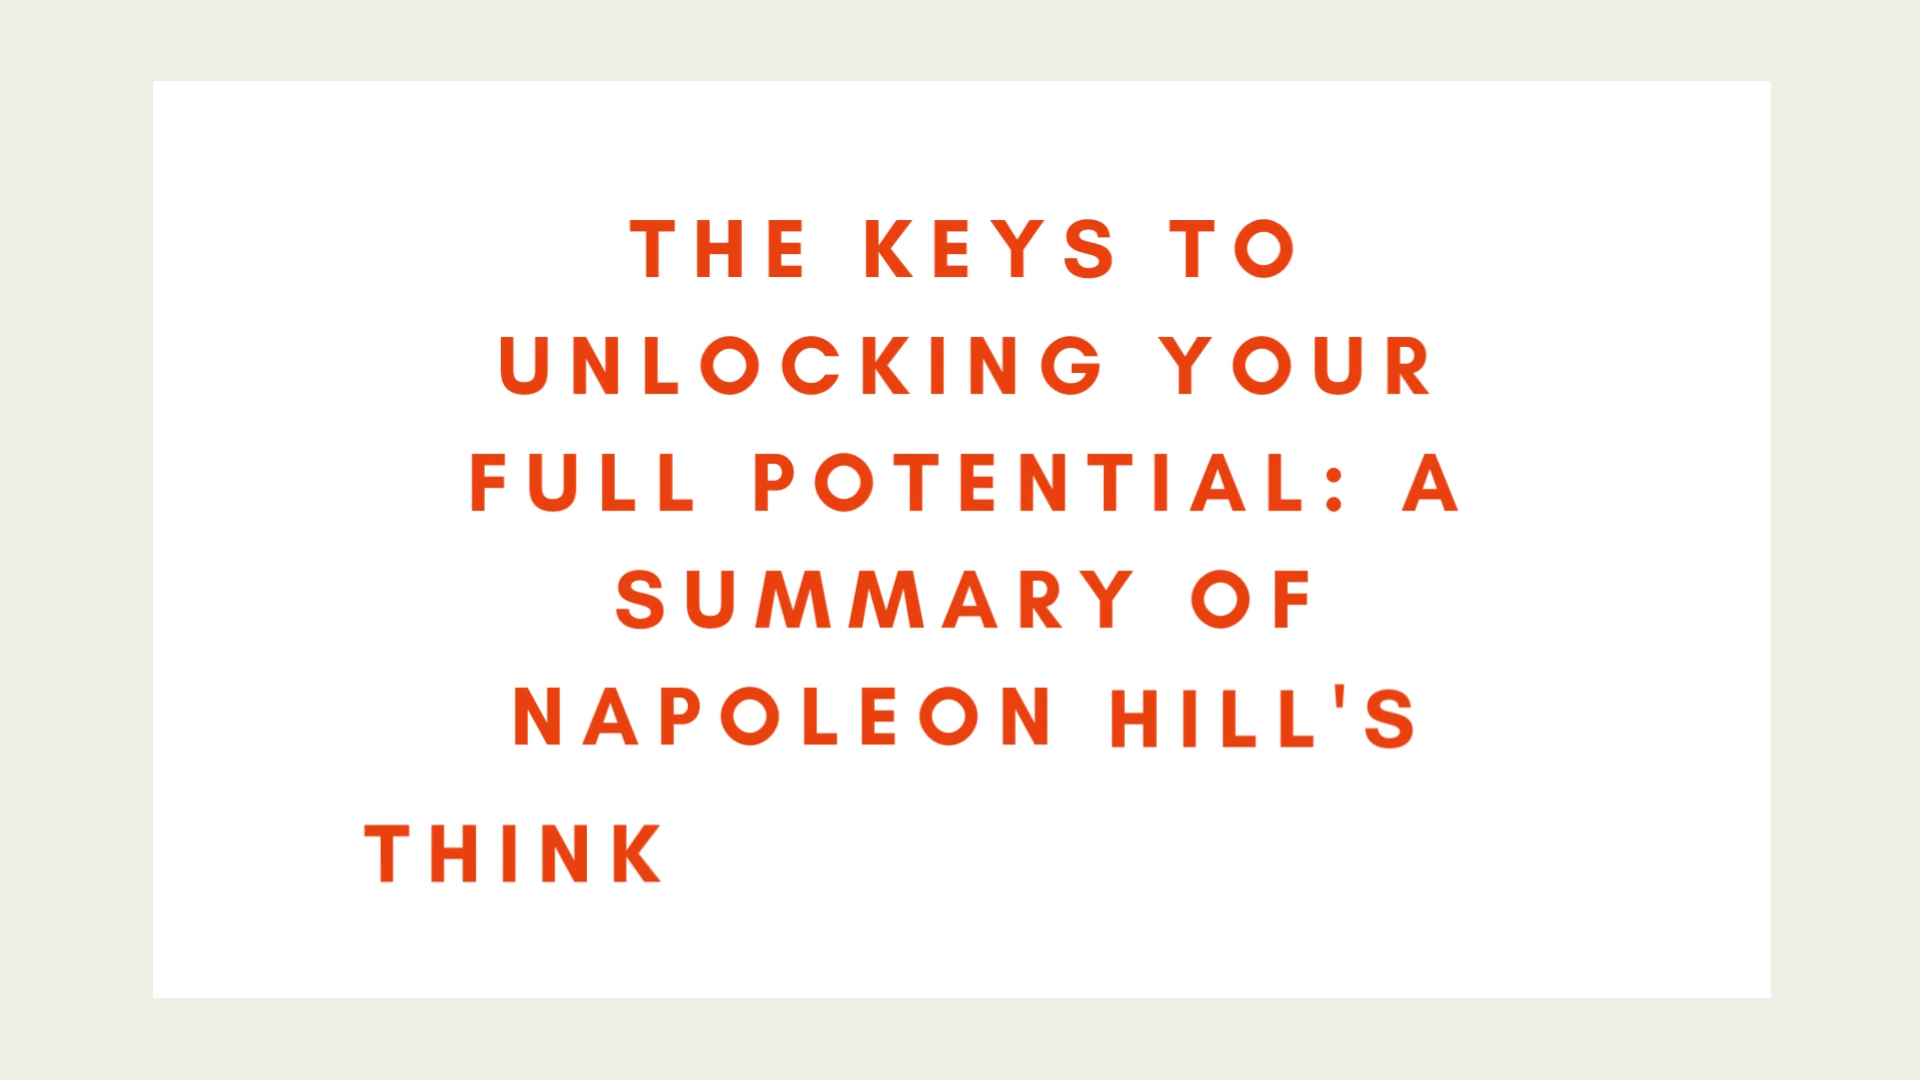 THE KEYS TO
UNLOCKING YOUR
FULL POTENTIAL: A
SUMMARY OF
NAPOLEON HILL'S
THINK